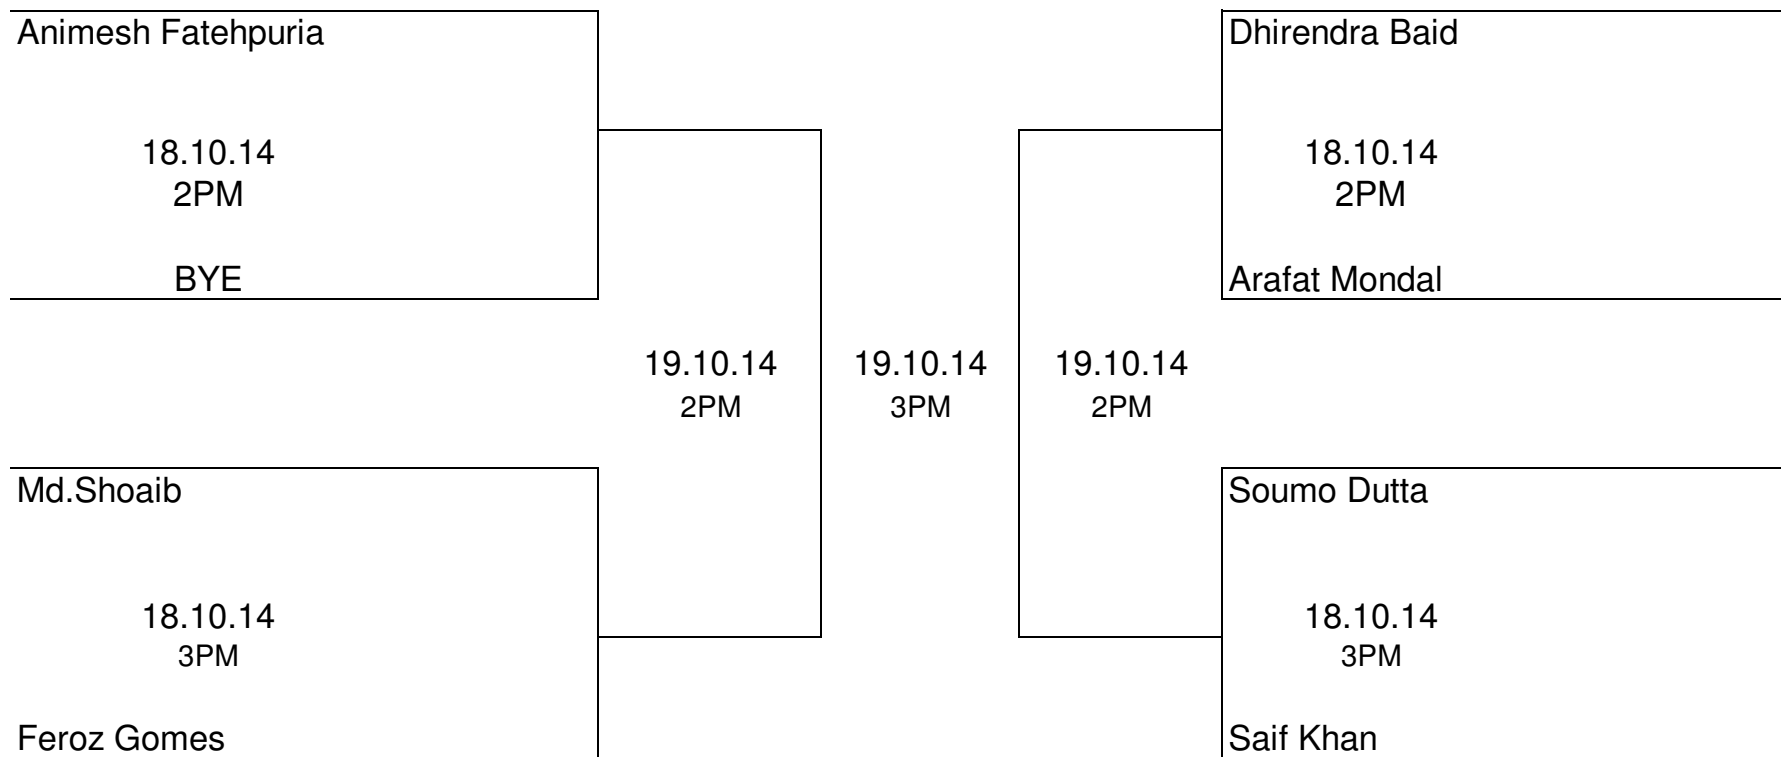 Animesh Fatehpuria
18.10.14
2PM
BYE
Md.Shoaib
18.10.14
3PM
Feroz Gomes
19.10.14
2PM
19.10.14
3PM
19.10.14
2PM
Dhirendra Baid
18.10.14
2PM
Arafat Mondal
Soumo Dutta
18.10.14
3PM
Saif Khan